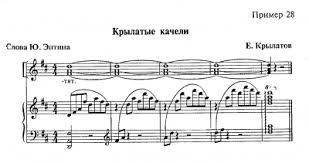 Пример 28
Крылатые качели
Слова Ю. Энтина Е. Крылатов